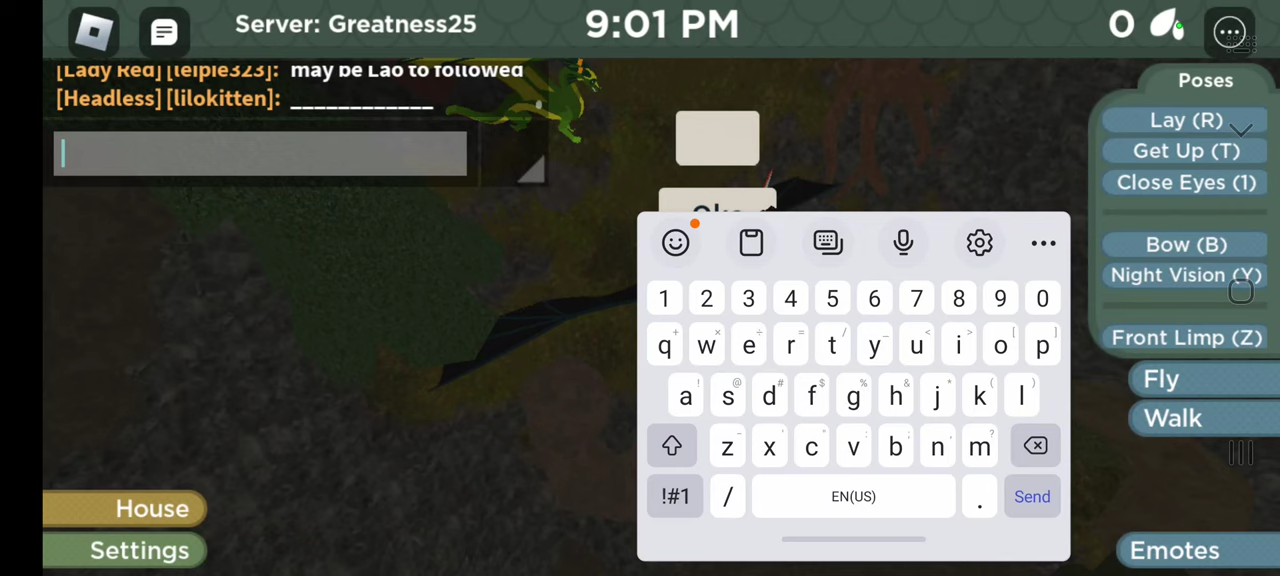 Server: Greatness25
9:01 PM
0
[Lady Red] [leipie323]: may be Lao to followed
[Headless] [lilokitten]: ____________
Poses
Lay (R)
Get Up (T)
Close Eyes (1)
Bow (B)
Night Vision (Y)
Front Limp (Z)
Fly
Walk
1 2 3 4 5 6 7 8 9 0
q w e r t y u i o p
a s d f g h j k l
z x c v b n m
!#1 / EN(US) . Send
House
Settings
Emotes